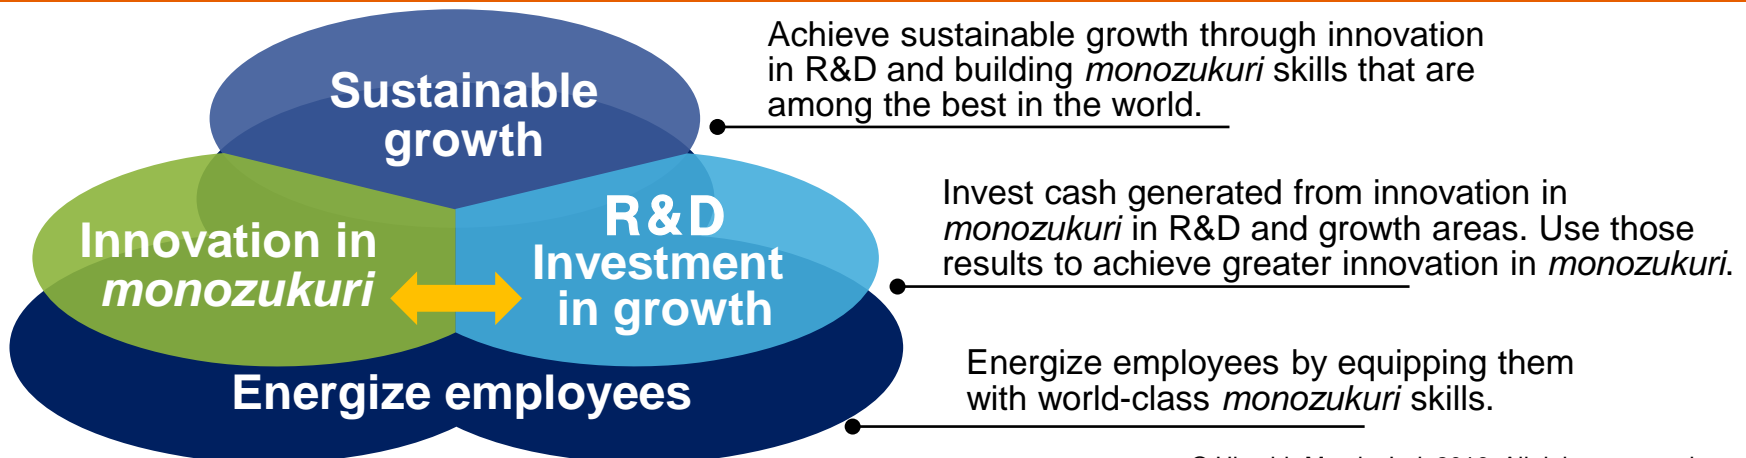 Sustainable
growth
Achieve sustainable growth through innovation
in R&D and building monozukuri skills that are
among the best in the world.
Innovation in
monozukuri
R&D
Investment
in growth
Invest cash generated from innovation in
monozukuri in R&D and growth areas. Use those
results to achieve greater innovation in monozukuri.
Energize employees
Energize employees by equipping them
with world-class monozukuri skills.